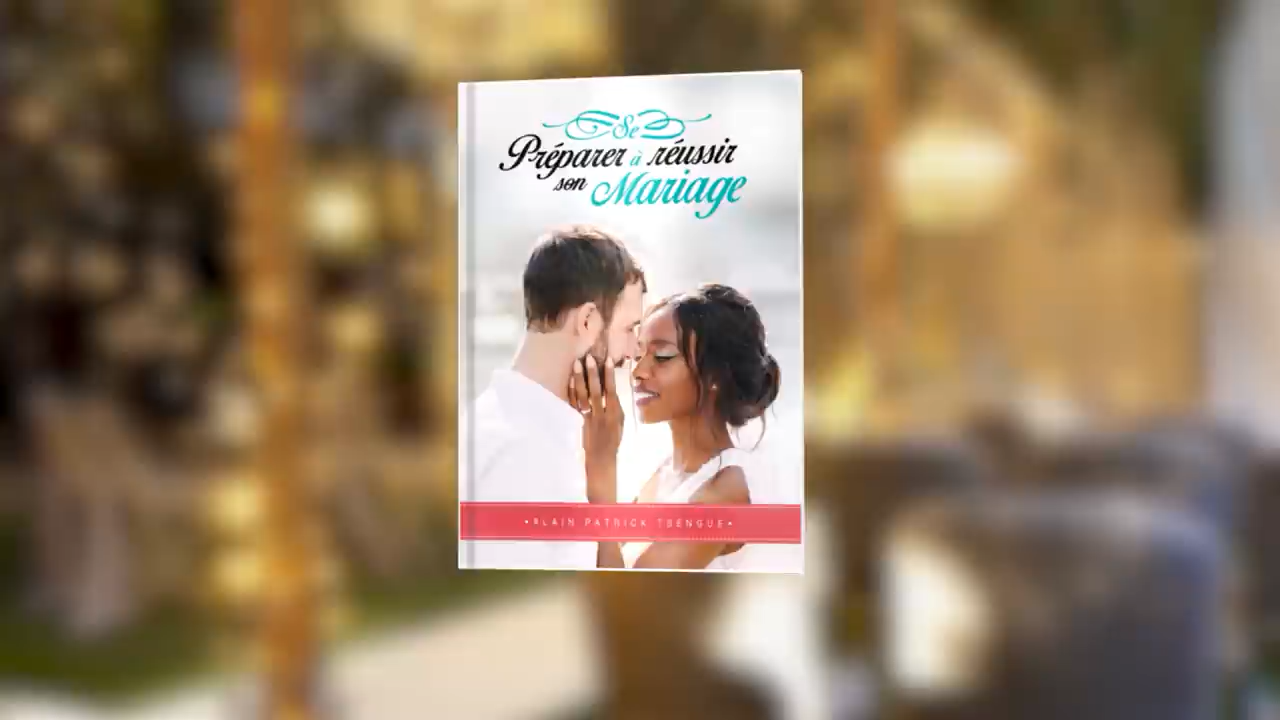 Se
Préparer à réussir
son Mariage
•ALAIN PATRICK TSENGUE•